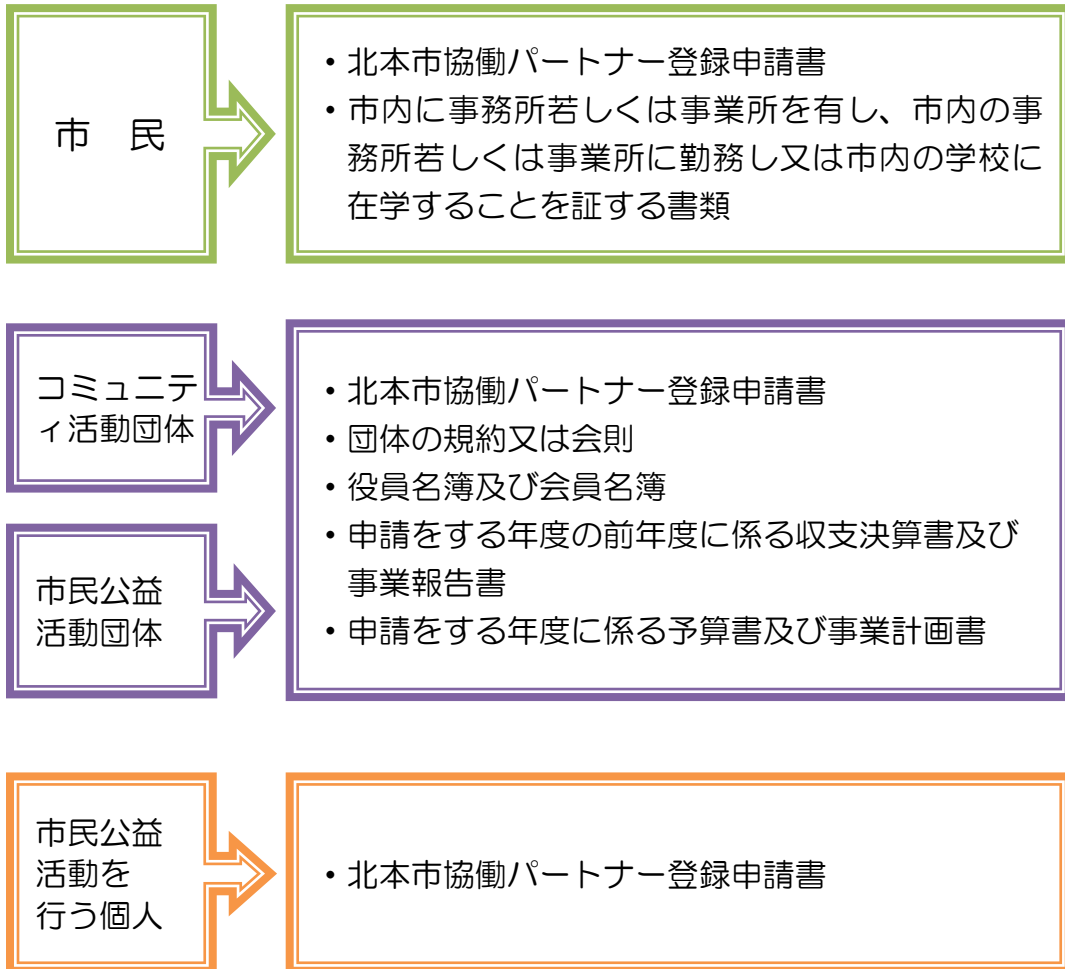 市　民
・北本市協働パートナー登録申請書
・市内に事務所若しくは事業所を有し、市内の事
務所若しくは事業所に勤務し又は市内の学校に
在学することを証する書類
コミュニテ
ィ活動団体
市民公益
活動団体
・北本市協働パートナー登録申請書
・団体の規約又は会則
・役員名簿及び会員名簿
・申請をする年度の前年度に係る収支決算書及び
事業報告書
・申請をする年度に係る予算書及び事業計画書
市民公益
活動を
行う個人
・北本市協働パートナー登録申請書